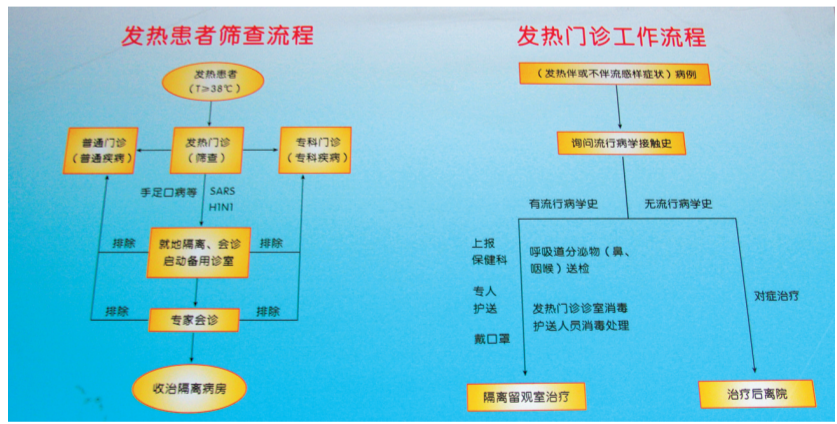 发热患者筛查流程
发热患者
(T≥38℃)
普通门诊
(普通疾病)
发热门诊
(筛查)
专科门诊
(专科疾病)
手足口病等
SARS
H1N1
排除
就地隔离、会诊
启动备用诊室
排除
排除
专家会诊
排除
收治隔离病房
发热门诊工作流程
(发热伴或不伴流感样症状)病例
询问流行病学接触史
有流行病学史
无流行病学史
上报
保健科
专人
护送
戴口罩
呼吸道分泌物(鼻、
咽喉)送检
发热门诊诊室消毒
护送人员消毒处理
对症治疗
隔离留观室治疗
治疗后离院